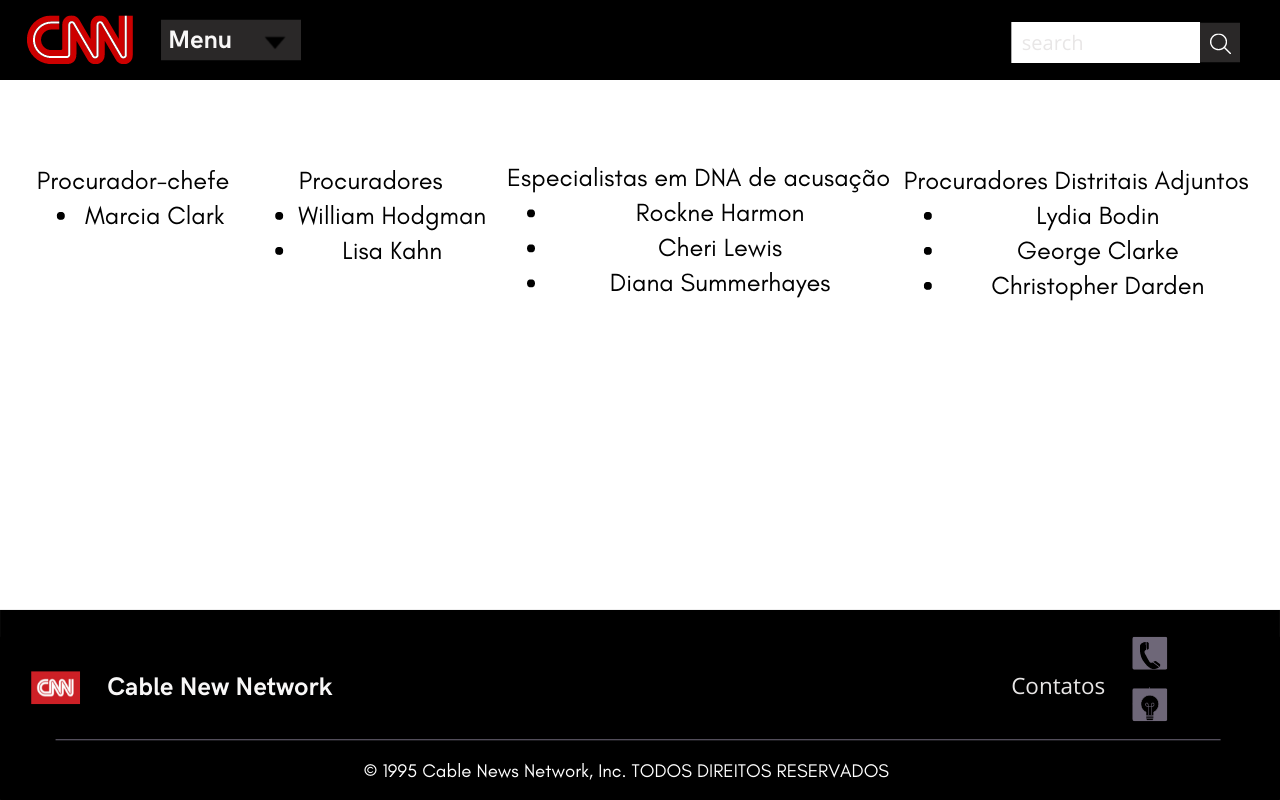 CNN
Menu
search
Procurador-chefe
• Marcia Clark
Procuradores
• William Hodgman
• Lisa Kahn
Especialistas em DNA de acusação
• Rockne Harmon
• Cheri Lewis
• Diana Summerhayes
Procuradores Distritais Adjuntos
• Lydia Bodin
• George Clarke
• Christopher Darden
CNN
Cable New Network
Contatos
© 1995 Cable News Network, Inc. TODOS DIREITOS RESERVADOS